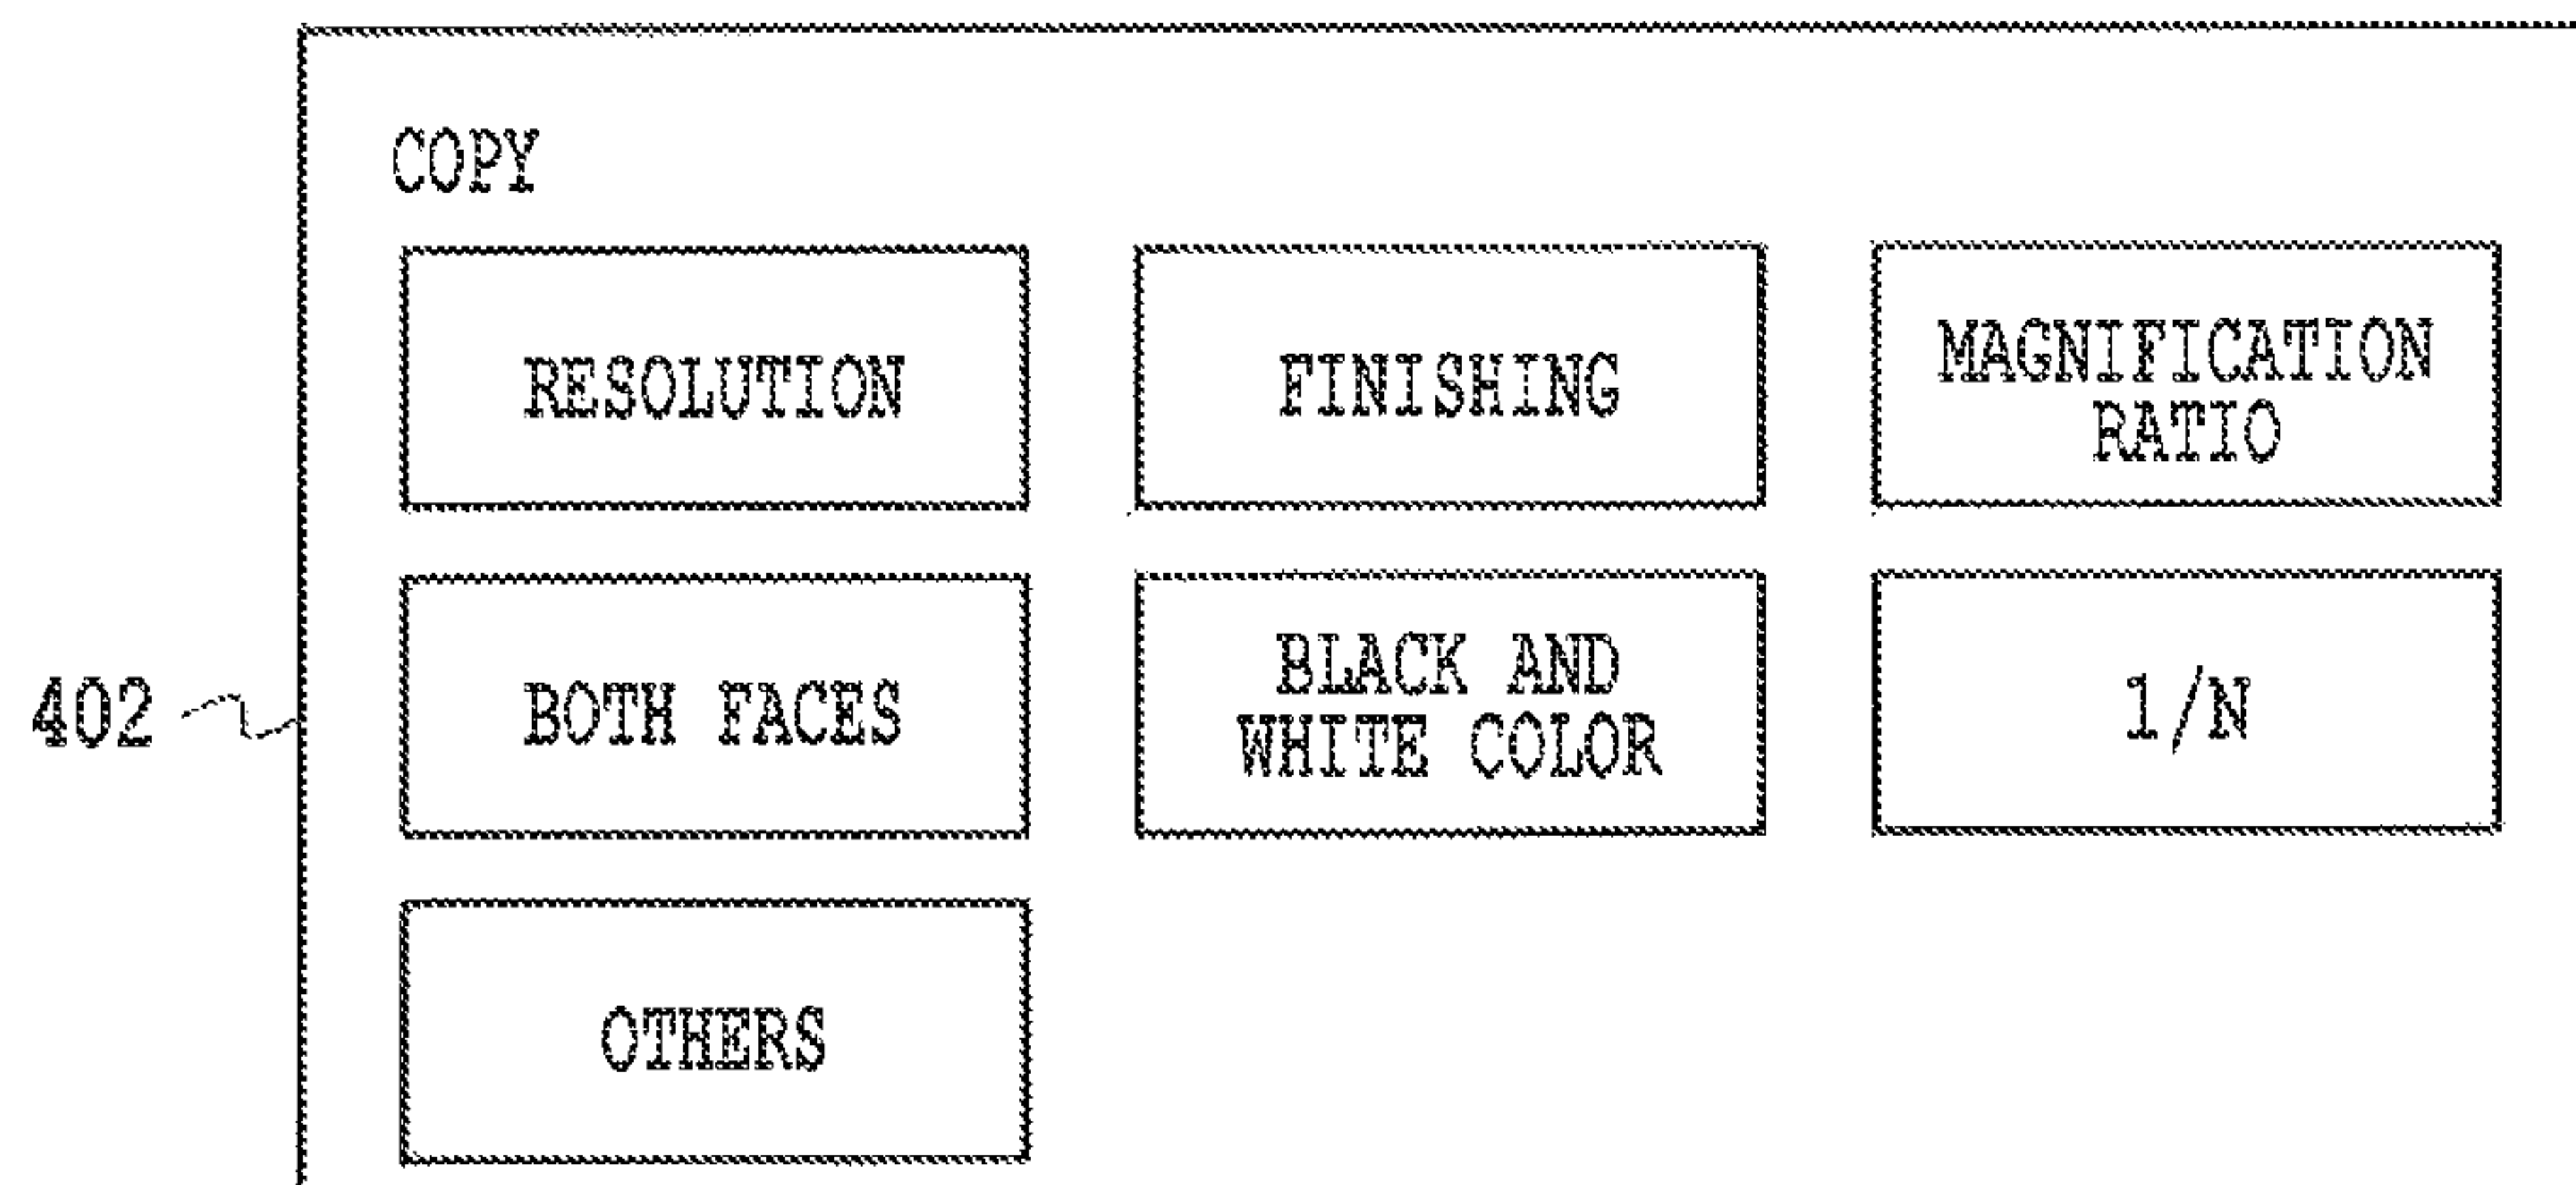 COPY
RESOLUTION
FINISHING
MAGNIFICATION
RATIO
402
BOTH FACES
BLACK AND
WHITE COLOR
1/N
OTHERS